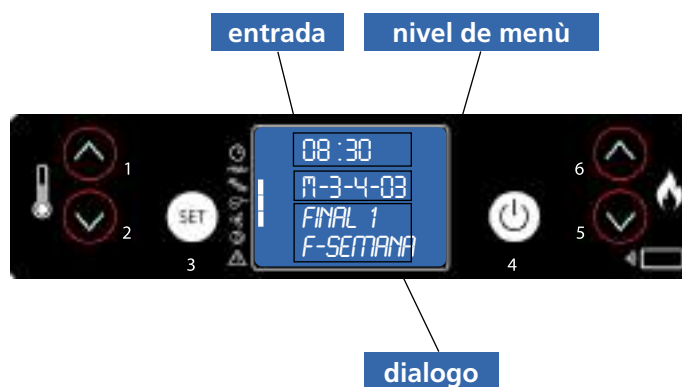 entrada
nivel de menù
08:30
M-3-4-03
FINAL 1
F-SEMANA
1
2
SET
3
4
6
5
dialogo